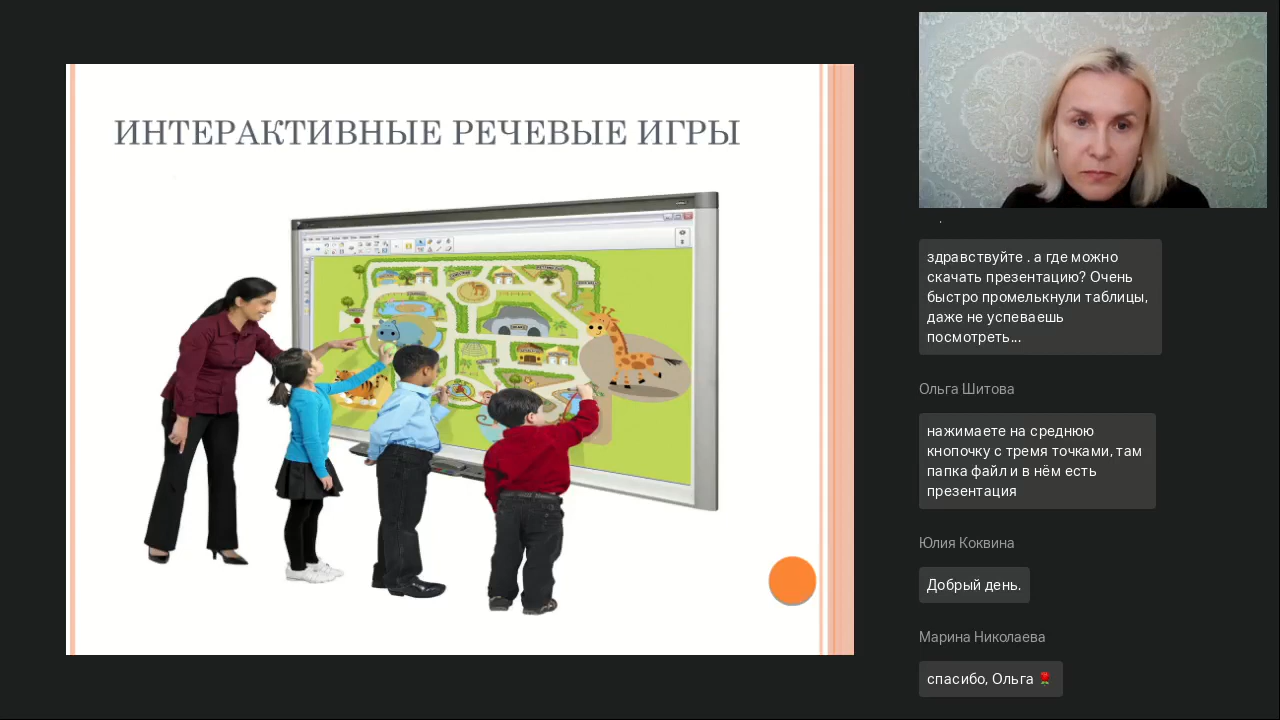 ИНТЕРАКТИВНЫЕ РЕЧЕВЫЕ ИГРЫ
здравствуйте . а где можно
скачать презентацию? Очень
быстро промелькнули таблицы,
даже не успеваешь
посмотреть...
Ольга Шитова
нажимаете на среднюю
кнопочку с тремя точками, там
папка файл и в нём есть
презентация
Юлия Коквина
Добрый день.
Марина Николаева
спасибо, Ольга 🌹